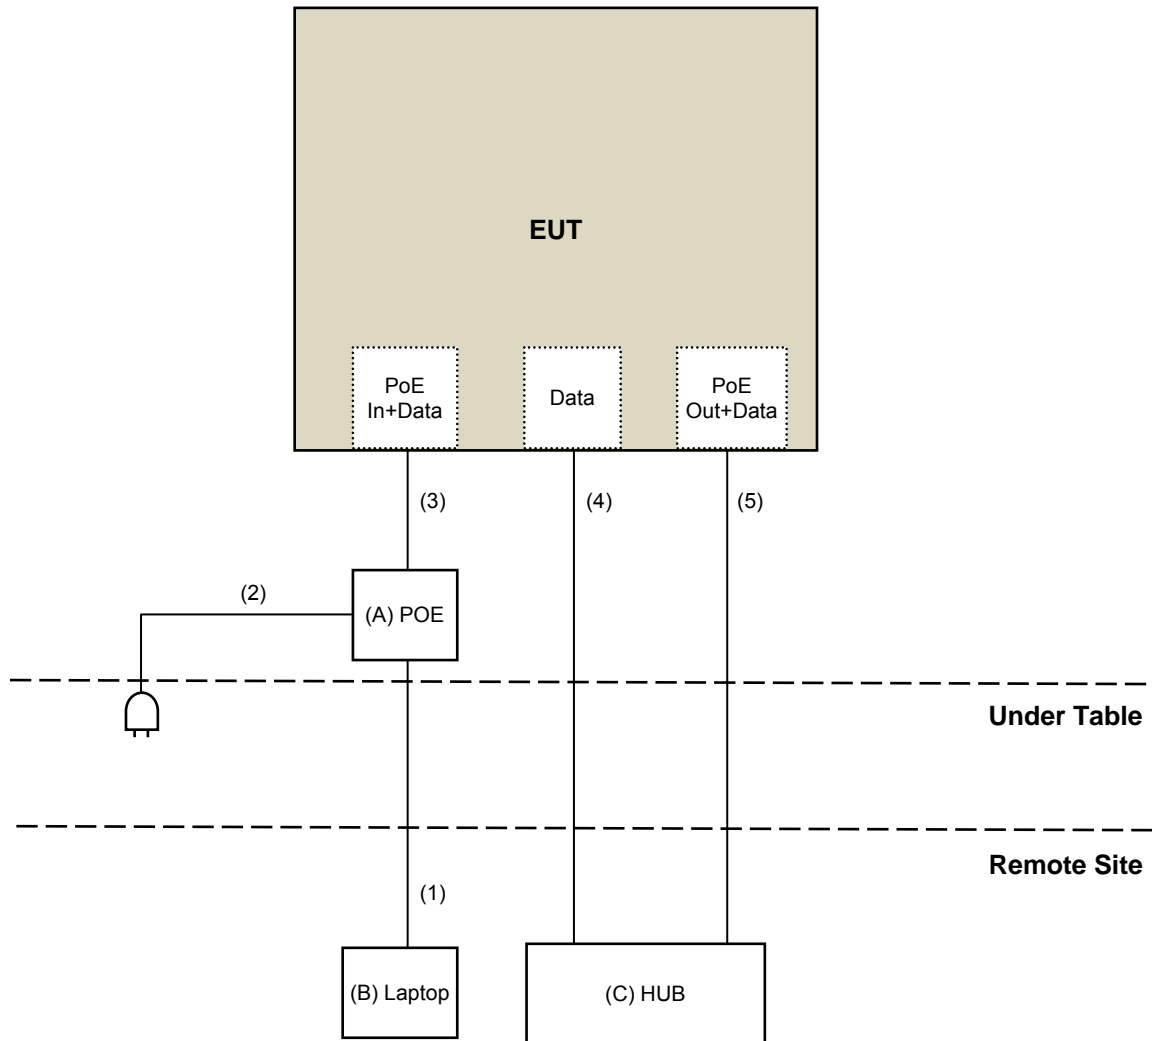 EUT
PoE
In+Data
Data
PoE
Out+Data
(3)
(4)
(5)
(2)
(A) POE
Under Table
Remote Site
(1)
(B) Laptop
(C) HUB